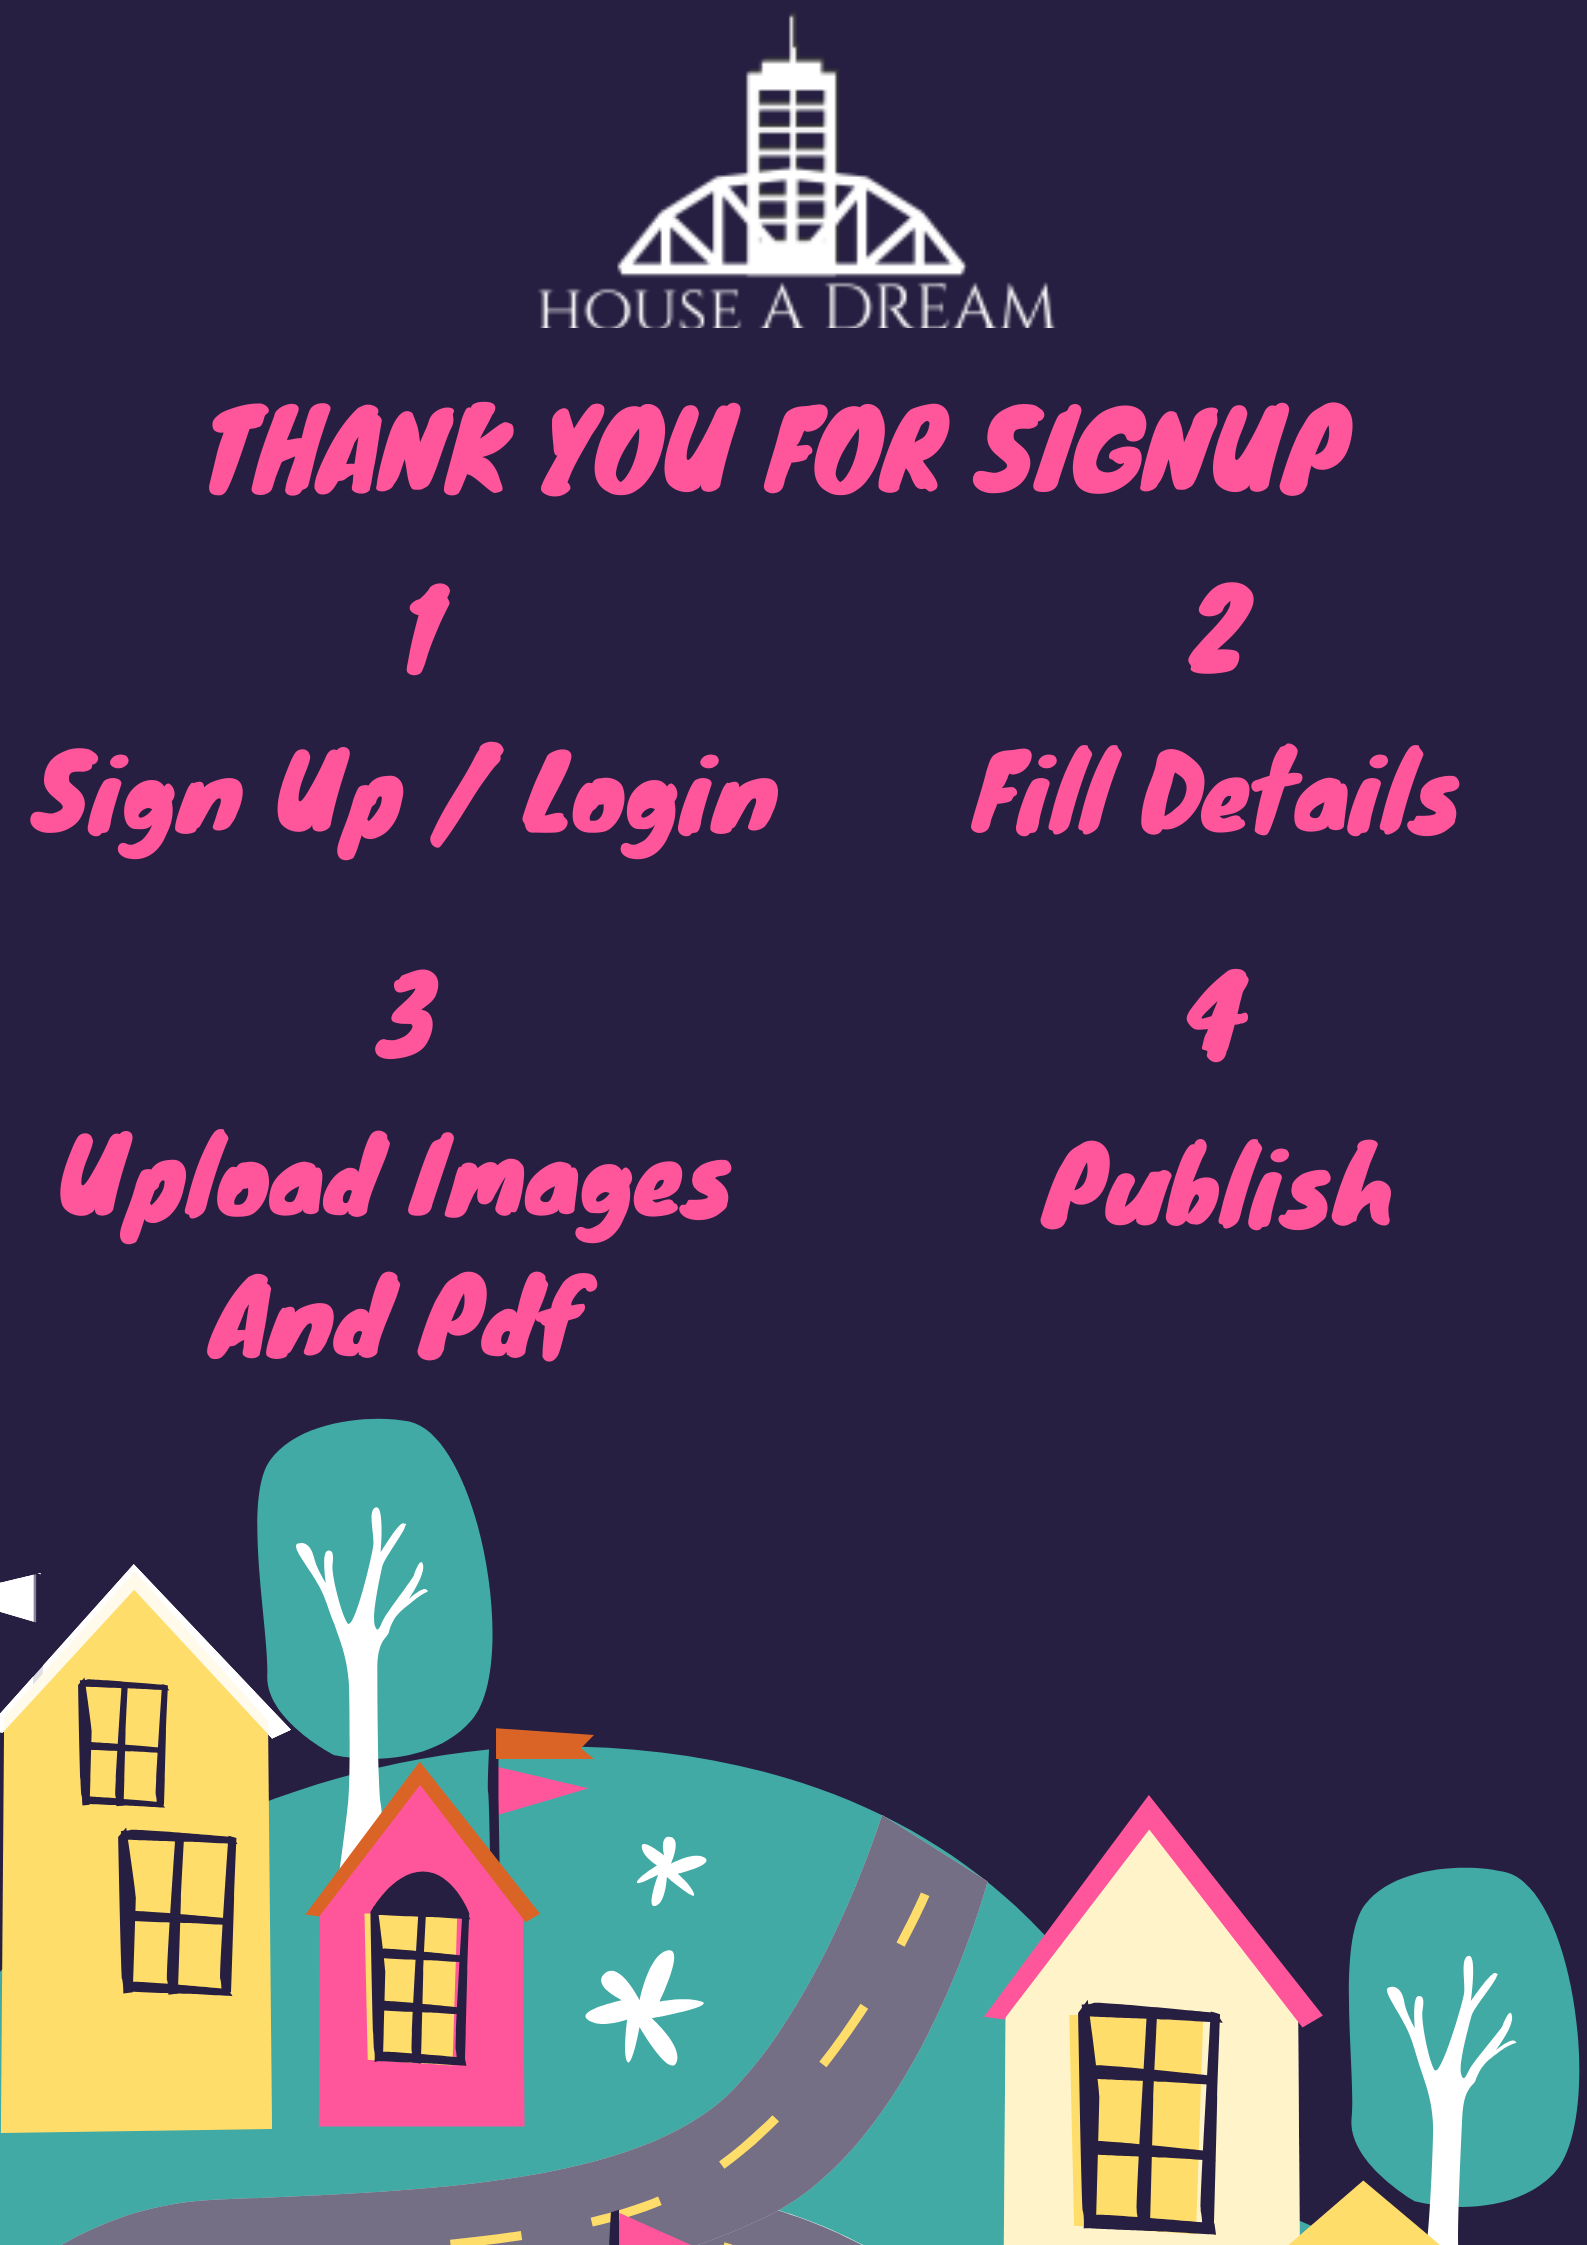 HOUSE A DREAM
THANK YOU FOR SIGNUP
1
Sign Up / Login
2
Fill Details
3
Upload Images
And Pdf
4
Publish